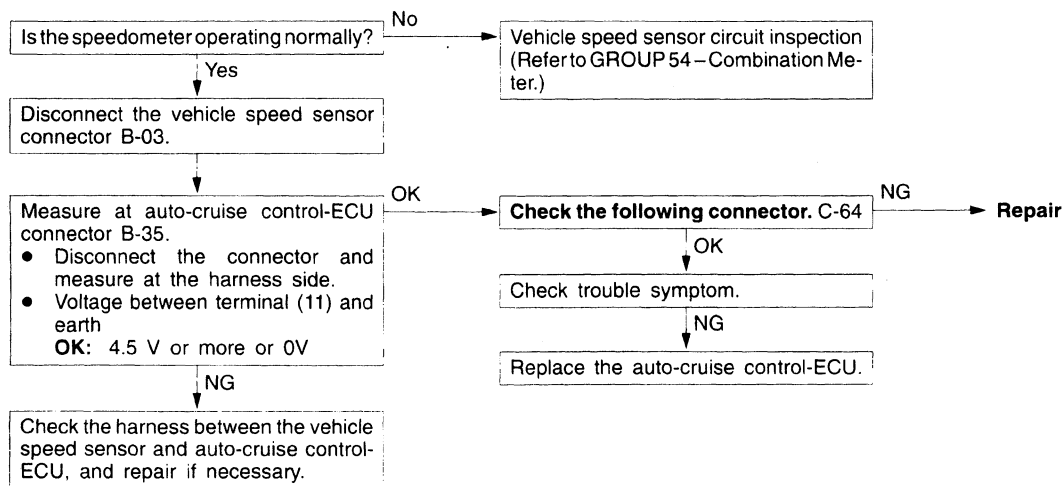 Is the speedometer operating normally?
No
Vehicle speed sensor circuit inspection
(Refer to GROUP 54 – Combination Me-
ter.)
Yes
Disconnect the vehicle speed sensor
connector B-03.
Measure at auto-cruise control-ECU
connector B-35.
● Disconnect the connector and
measure at the harness side.
● Voltage between terminal (11) and
earth
OK: 4.5 V or more or 0V
OK
Check the following connector. C-64
NG
Repair
OK
Check trouble symptom.
NG
Replace the auto-cruise control-ECU.
NG
Check the harness between the vehicle
speed sensor and auto-cruise control-
ECU, and repair if necessary.